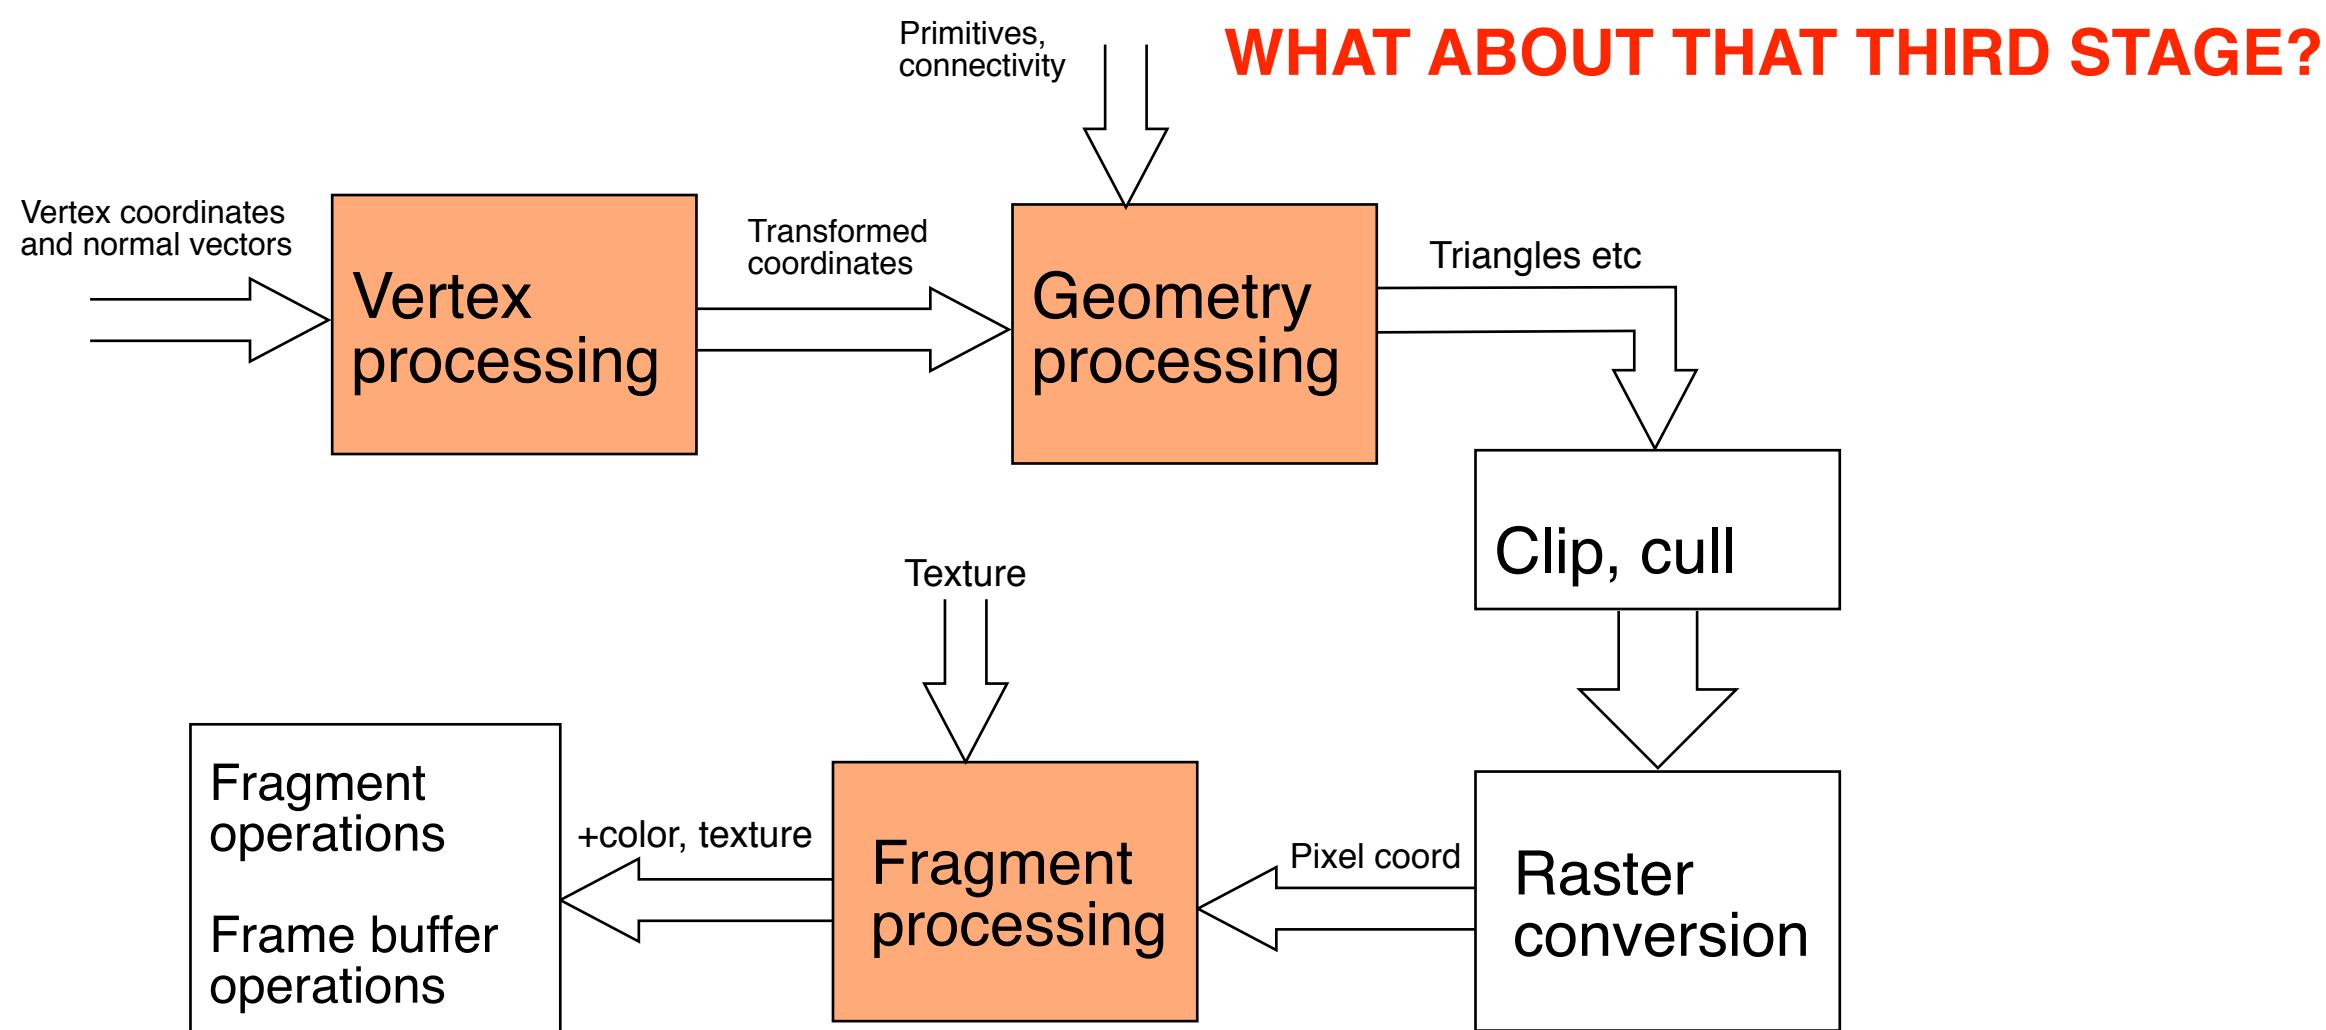 WHAT ABOUT THAT THIRD STAGE?
Primitives,
connectivity
Vertex coordinates
and normal vectors
Vertex
processing
Transformed
coordinates
Geometry
processing
Triangles etc
Clip, cull
Raster
conversion
Pixel coord
Texture
Fragment
processing
+color, texture
Fragment
operations
Frame buffer
operations